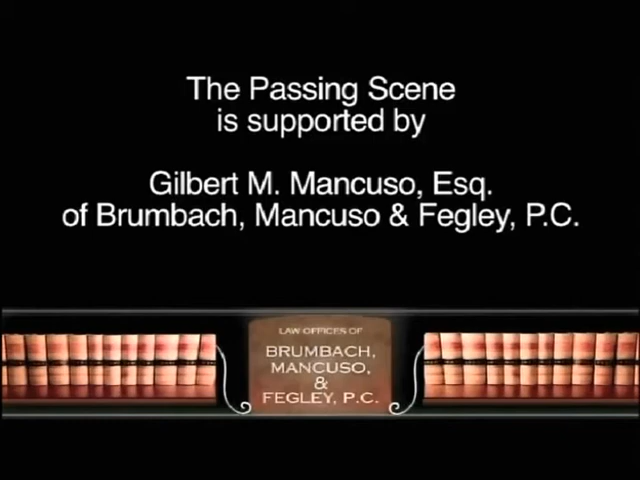 The Passing Scene
is supported by
Gilbert M. Mancuso, Esq.
of Brumbach, Mancuso & Fegley, P.C.
LAW OFFICES OF
BRUMBACH,
MANCUSO,
&
FEGLEY, P.C.